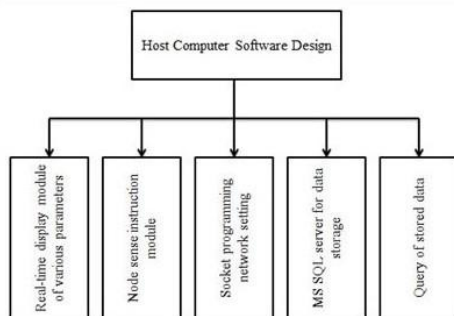 Host Computer Software Design
Real-time display module
of various parameters
Node sense instruction
module
Socket programming
network setting
MS SQL server for data
storage
Query of stored data